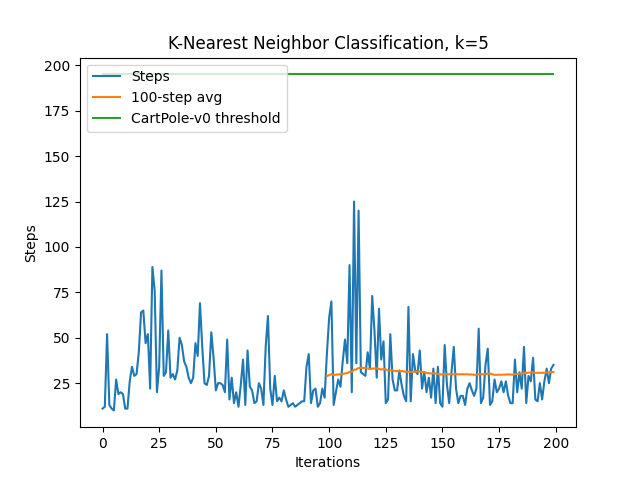 K-Nearest Neighbor Classification, k=5
200
175
150
125
100
75
50
25
Steps
Steps
100-step avg
CartPole-v0 threshold
0 25 50 75 100 125 150 175 200
Iterations